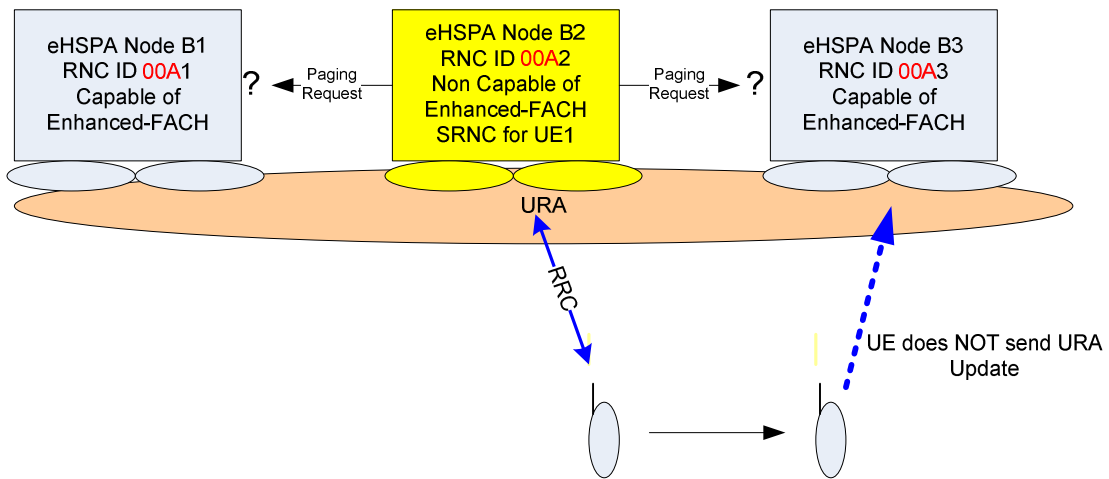 eHSPA Node B1
RNC ID 00A1
Capable of
Enhanced-FACH
?
Paging
Request
eHSPA Node B2
RNC ID 00A2
Non Capable of
Enhanced-FACH
SRNC for UE1
Paging
Request
?
eHSPA Node B3
RNC ID 00A3
Capable of
Enhanced-FACH
URA
RRC
UE does NOT send URA
Update